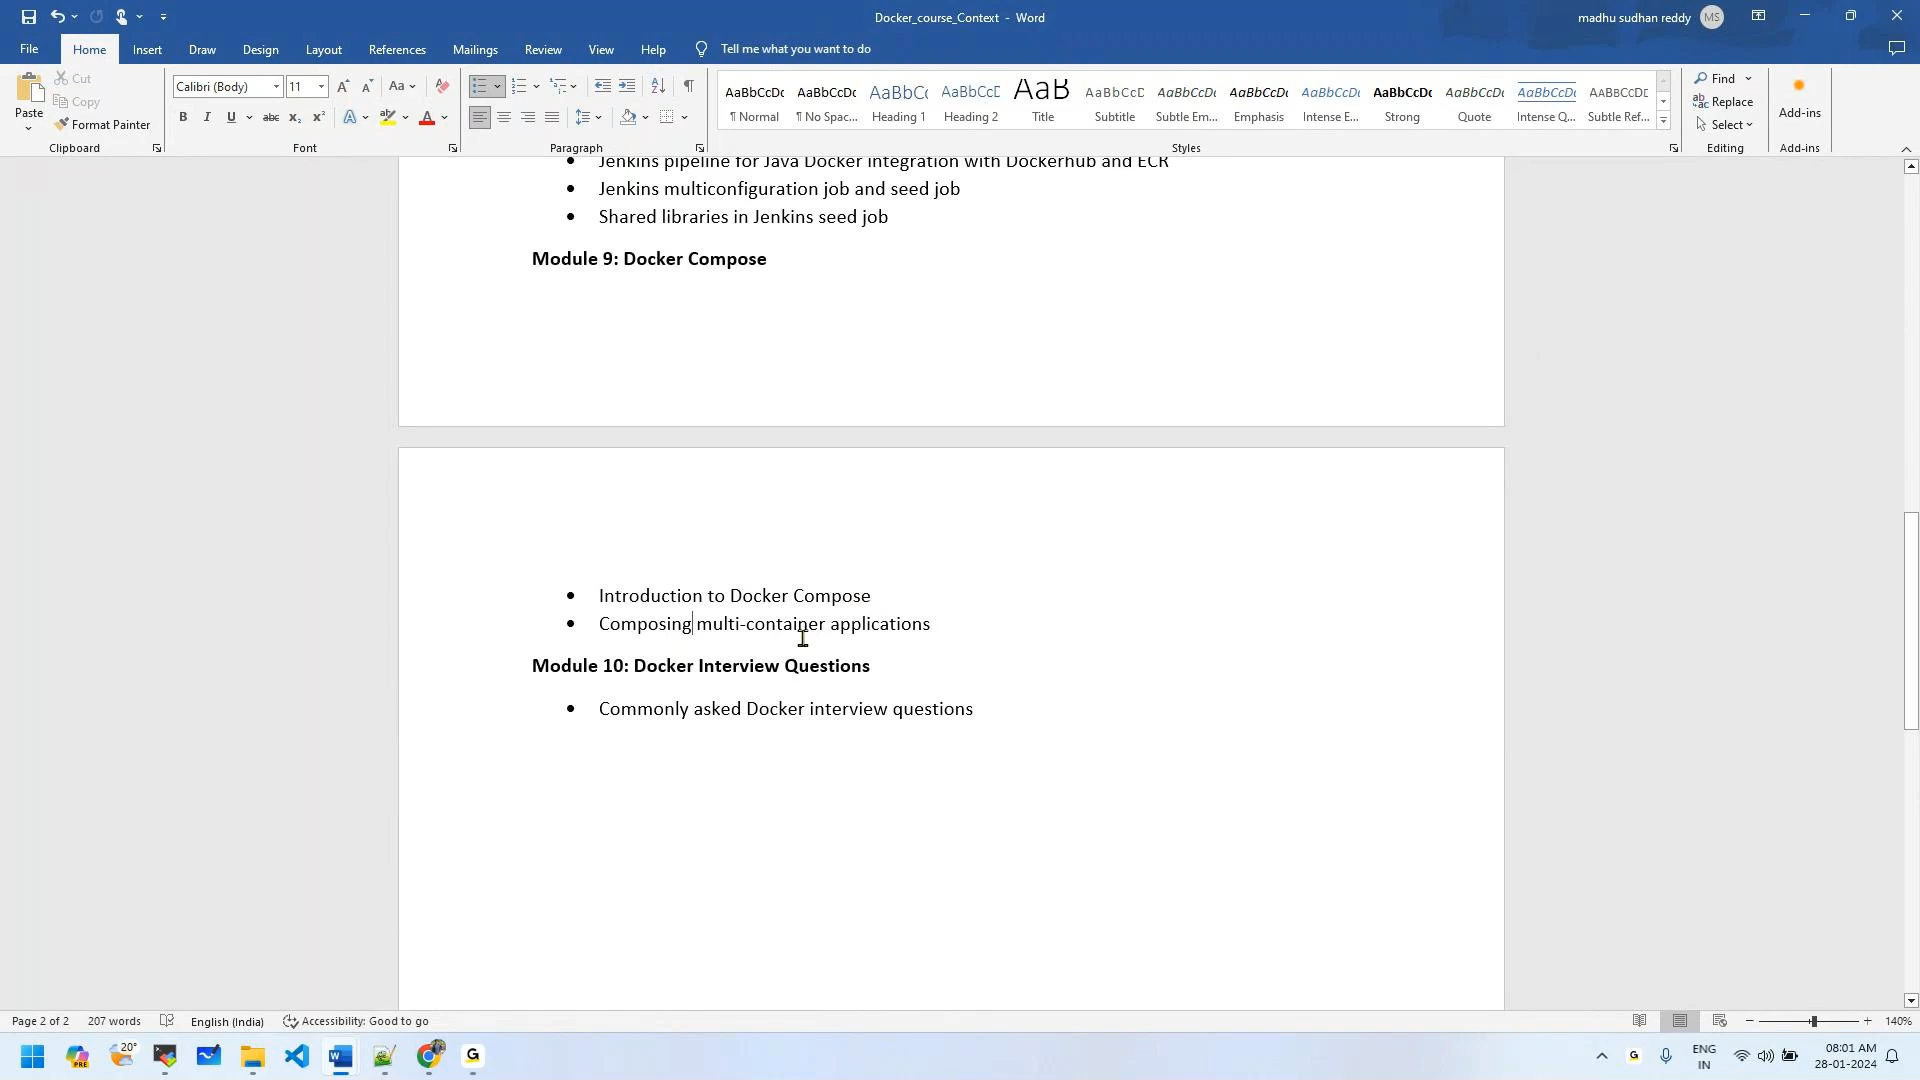 Docker_course_Context - Word
madhu sudhan reddy MS
File Home Insert Draw Design Layout References Mailings Review View Help Tell me what you want to do
Paste
Cut
Copy
Format Painter
Clipboard
Calibri (Body) 11
Font
Paragraph
AaBbCcDc AaBbCcDc AaBbCc AaBbCcD AaB AaBbCcD AaBbCcDc AaBbCcDc AaBbCcDc AaBbCcDc AaBbCcDc AaBbCcDc AABBCCDE
¶ Normal ¶ No Spac... Heading 1 Heading 2 Title Subtitle Subtle Em... Emphasis Intense E... Strong Quote Intense Q... Subtle Ref...
Styles
Find
Replace
Select
Editing
Add-ins
Add-ins
• Jenkins pipeline for Java Docker integration with Dockerhub and ECR
• Jenkins multiconfiguration job and seed job
• Shared libraries in Jenkins seed job
Module 9: Docker Compose
• Introduction to Docker Compose
• Composing multi-container applications
Module 10: Docker Interview Questions
• Commonly asked Docker interview questions
Page 2 of 2 207 words English (India) Accessibility: Good to go 140%
20°
ENG
IN
08:01 AM
28-01-2024